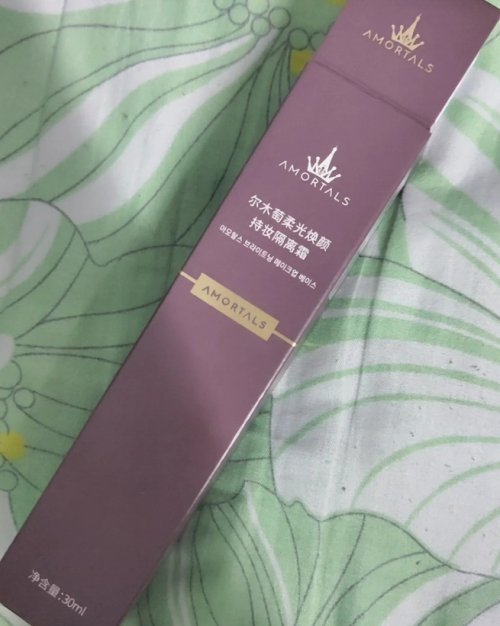 AMORTALS
AMORTALS
尔木萄柔光焕颜
持妆隔离霜
아모탈스 브라이트닝 메이크업 베이스
AMORTALS
净含量:30ml